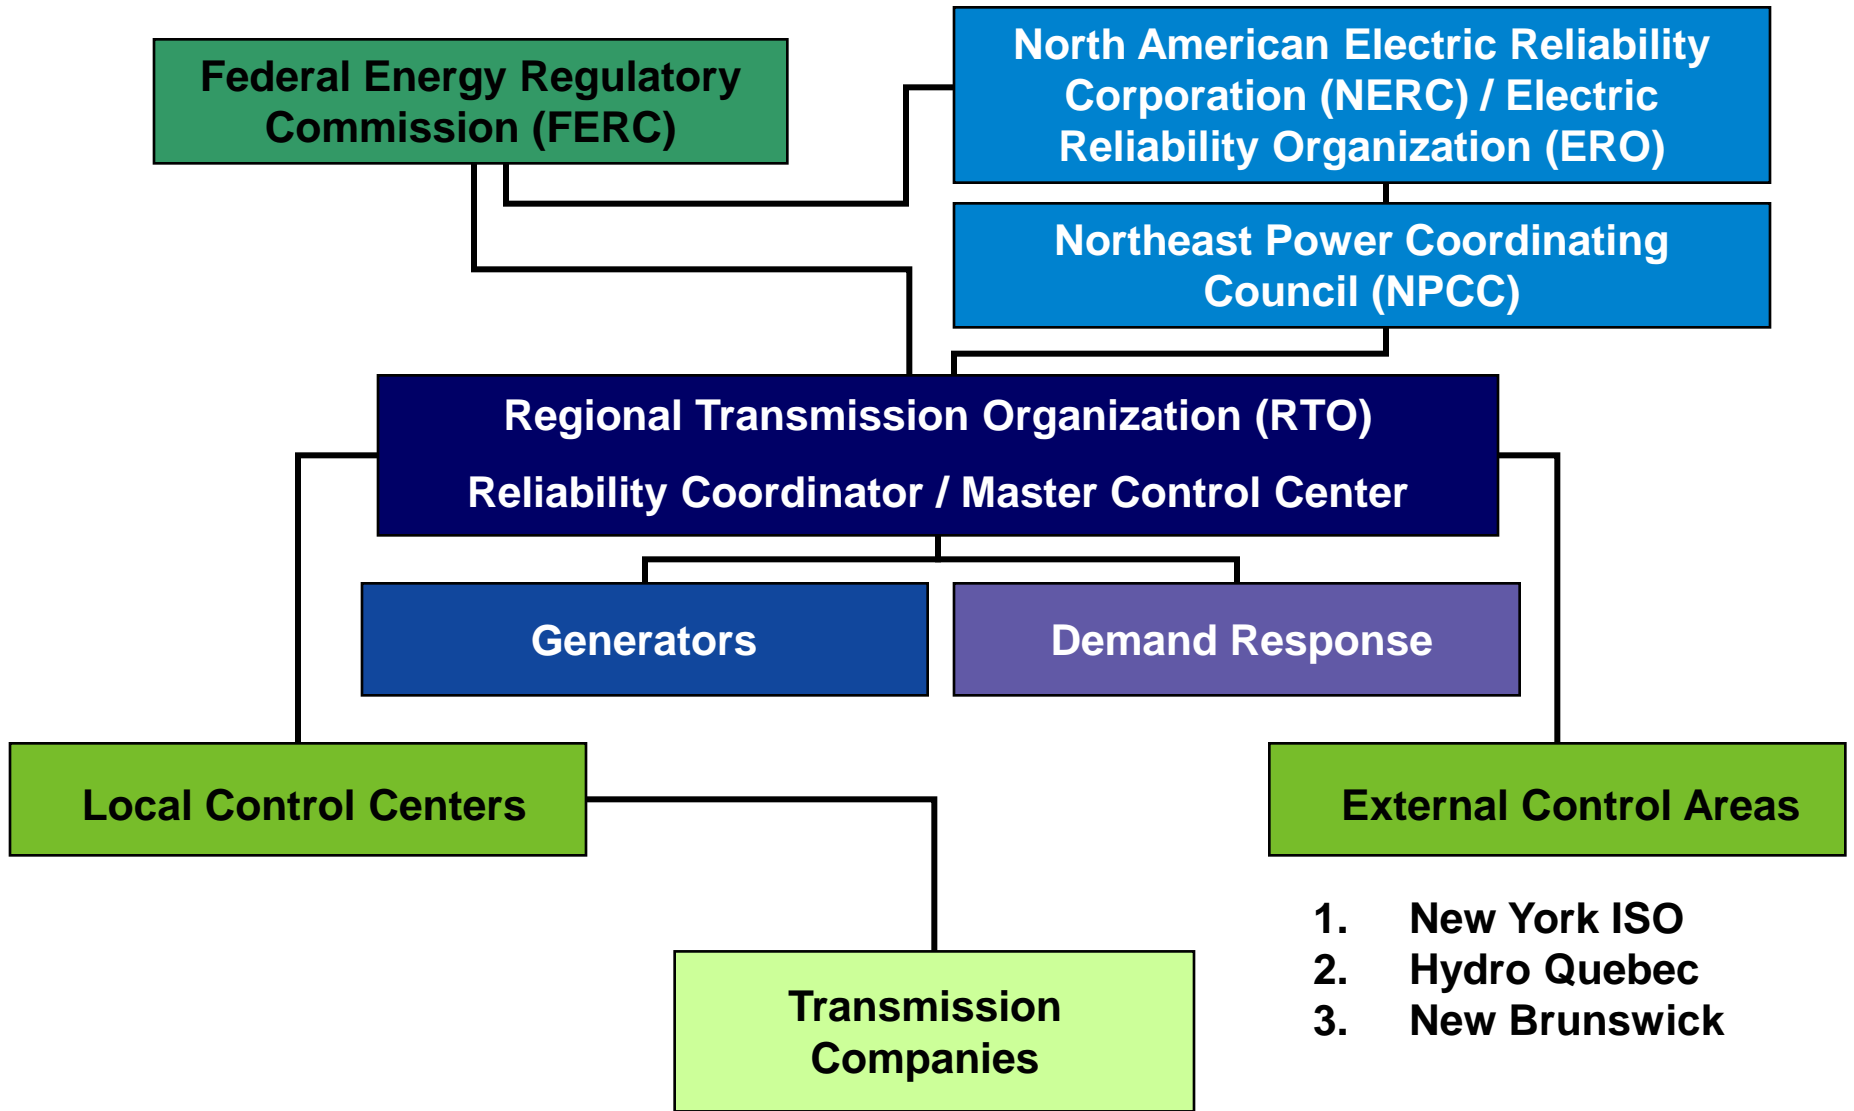 Federal Energy Regulatory
Commission (FERC)
North American Electric Reliability
Corporation (NERC) / Electric
Reliability Organization (ERO)
Northeast Power Coordinating
Council (NPCC)
Regional Transmission Organization (RTO)
Reliability Coordinator / Master Control Center
Generators
Demand Response
Local Control Centers
External Control Areas
1. New York ISO
2. Hydro Quebec
3. New Brunswick
Transmission
Companies